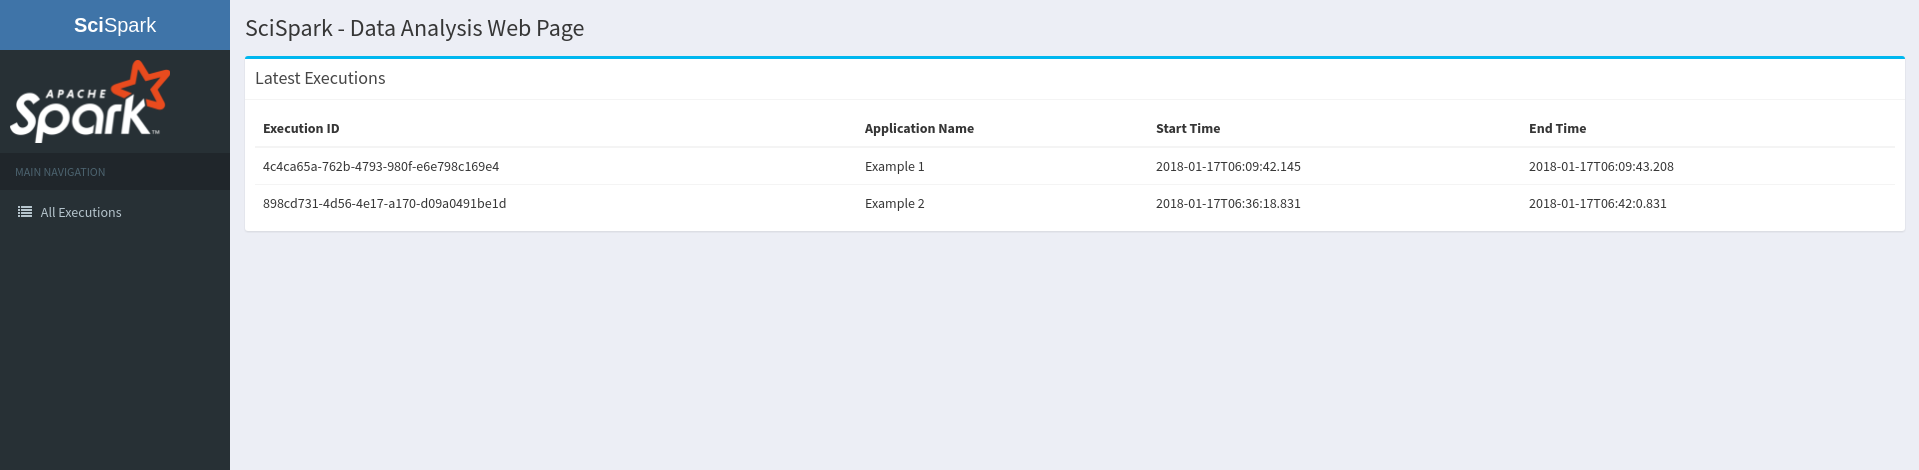 SciSpark
APACHE
Spark™
MAIN NAVIGATION
All Executions
SciSpark - Data Analysis Web Page
Latest Executions
Execution ID Application Name Start Time End Time
4c4ca65a-762b-4793-980f-e6e798c169e4 Example 1 2018-01-17T06:09:42.145 2018-01-17T06:09:43.208
898cd731-4d56-4e17-a170-d09a0491be1d Example 2 2018-01-17T06:36:18.831 2018-01-17T06:42:0.831